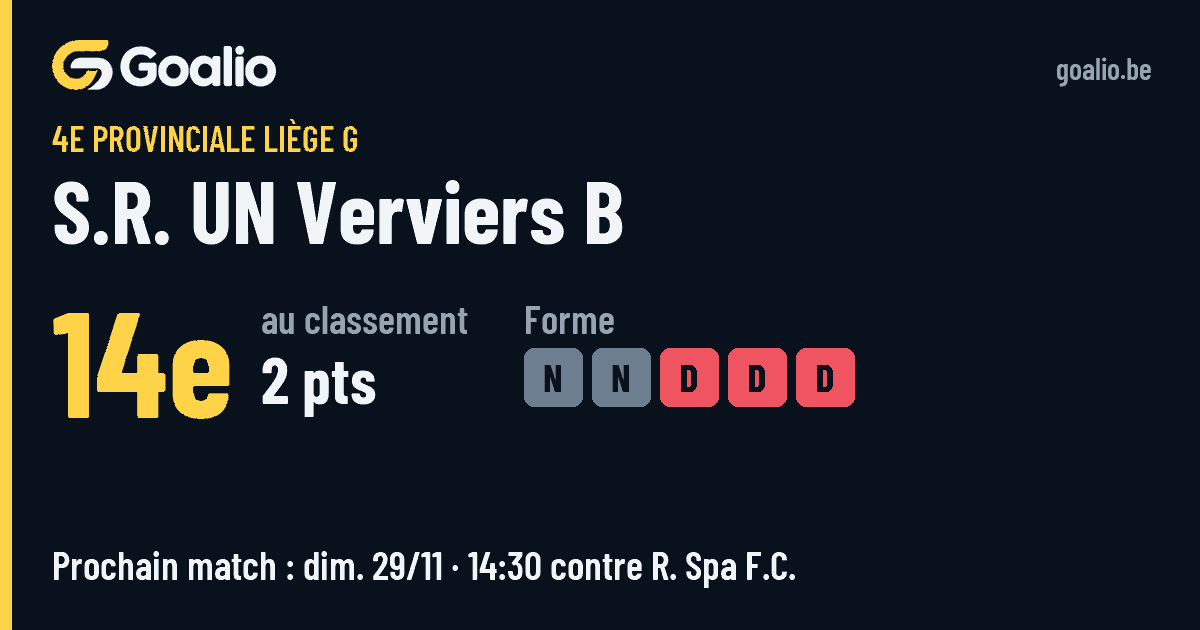 Goalio
goalio.be
4E PROVINCIALE LIÈGE G
S.R. UN Verviers B
14e
au classement
2 pts
Forme
N N D D D
Prochain match : dim. 29/11 · 14:30 contre R. Spa F.C.